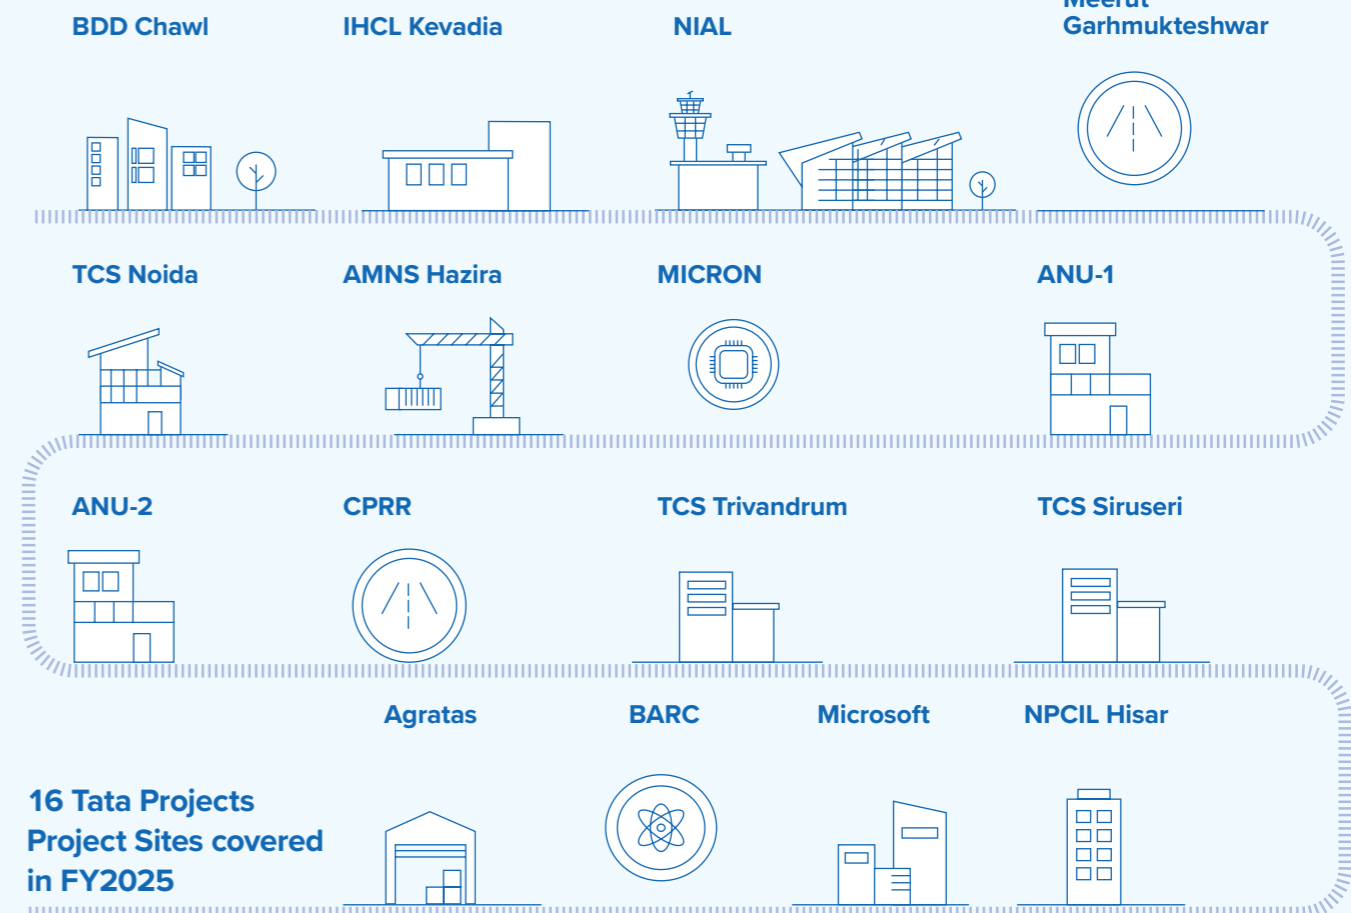 BDD Chawl
IHCL Kevadia
NIAL
Meerut
Garhmukteshwar
TCS Noida
AMNS Hazira
MICRON
ANU-1
ANU-2
CPRR
TCS Trivandrum
TCS Siruseri
Agratas
BARC
Microsoft
NPCIL Hisar
16 Tata Projects
Project Sites covered
in FY2025